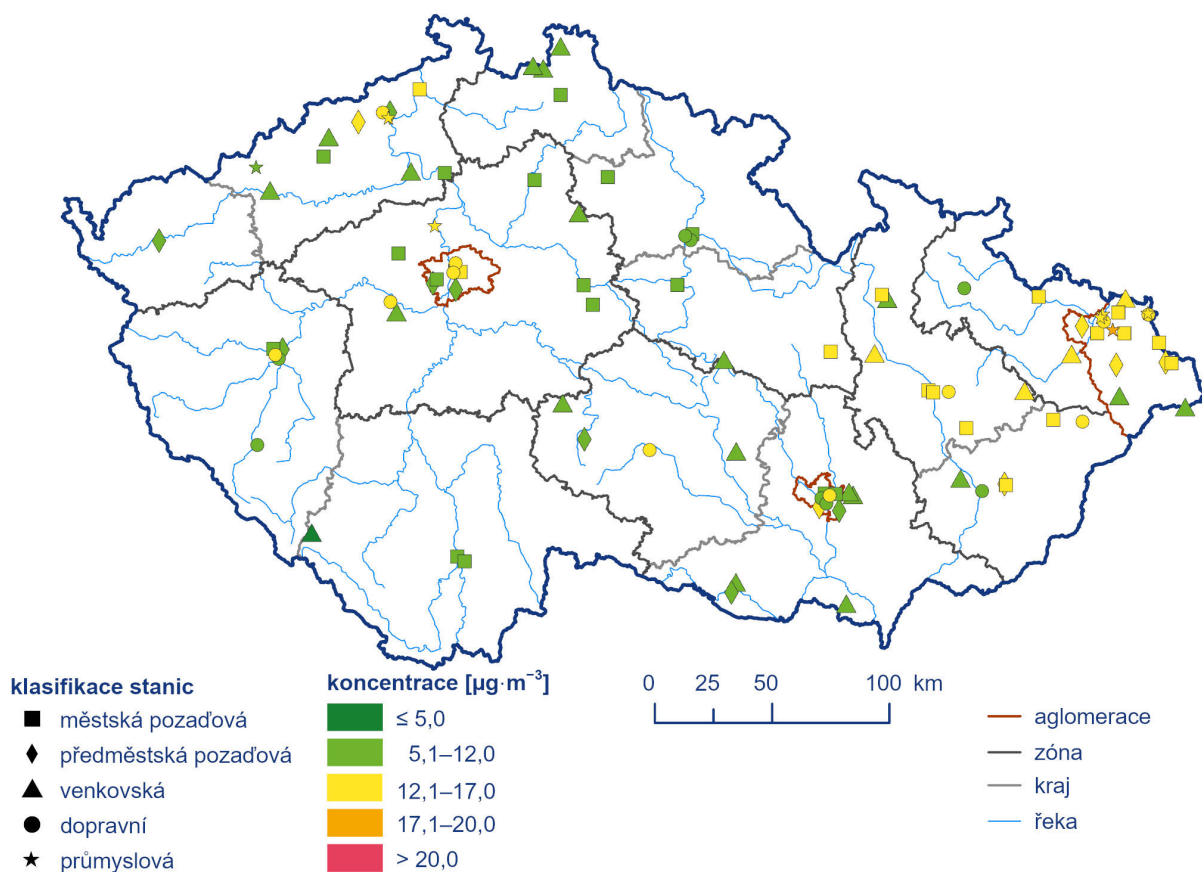 klasifikace stanic
městská pozaďová
předměstská pozaďová
venkovská
dopravní
průmyslová
koncentrace [µg·m⁻³]
≤ 5,0
5,1–12,0
12,1–17,0
17,1–20,0
> 20,0
0 25 50 100 km
aglomerace
zóna
kraj
řeka